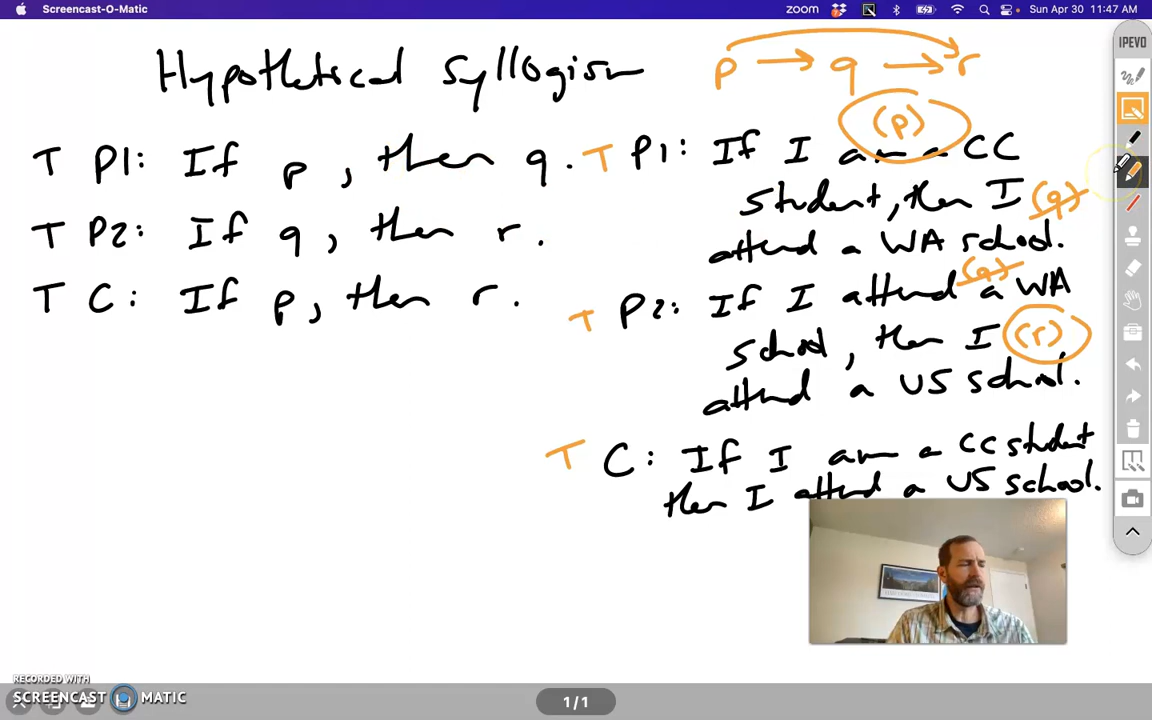 Screencast-O-Matic
zoom
Sun Apr 30 11:47 AM
IPEVO
Hypothetical Syllogism
p → q → r
T P1: If p, then q.
T P2: If q, then r.
T C: If p, then r.
(p)
T P1: If I am a CC
student, then I (q)
attend a WA school.
(q)
T P2: If I attend a WA
school, then I (r)
attend a US school.
T C: If I am a CC student
then I attend a US school.
RECORDED WITH
SCREENCAST MATIC
1/1